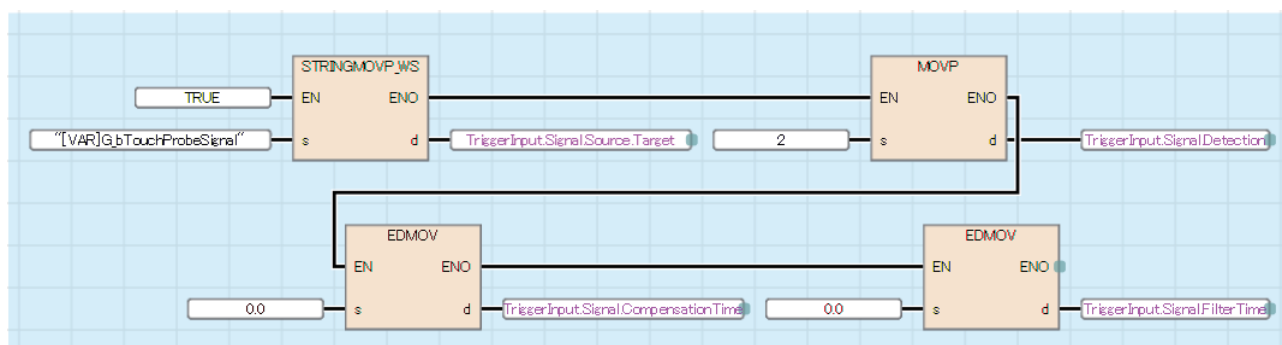 STRINGMOVP_WS
MOVP
TRUE
EN
ENO
EN
ENO
"[VAR]G_bTouchProbeSignal"
s
d
TriggerInput.Signal.Source.Target
2
s
d
TriggerInput.Signal.Detection
EDMOV
EDMOV
EN
ENO
EN
ENO
0.0
s
d
TriggerInput.Signal.CompensationTime
0.0
s
d
TriggerInput.Signal.FilterTime